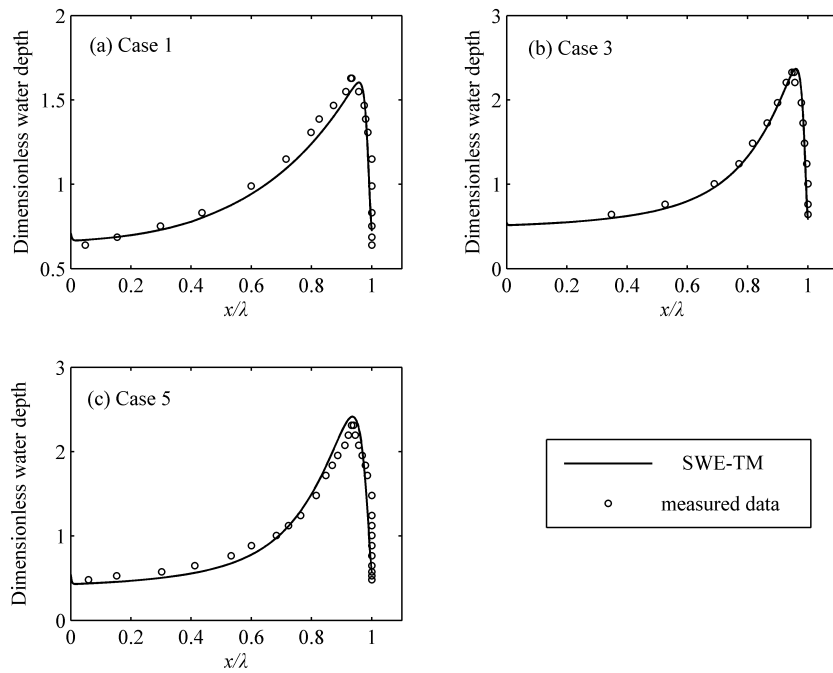 (a) Case 1
Dimensionless water depth
2
1.5
1
0.5
0
0.2
0.4
0.6
0.8
1
x/λ
(b) Case 3
Dimensionless water depth
3
2
1
0
0
0.2
0.4
0.6
0.8
1
x/λ
(c) Case 5
Dimensionless water depth
3
2
1
0
0
0.2
0.4
0.6
0.8
1
x/λ
SWE-TM
measured data